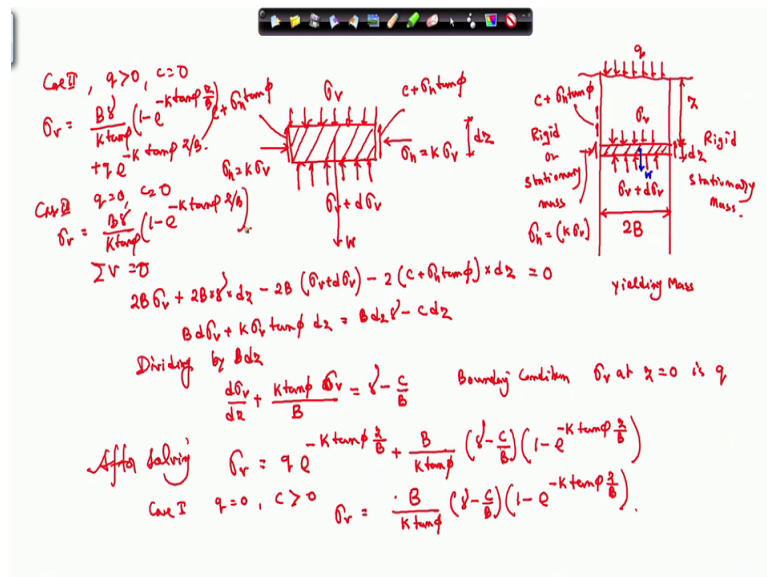 Case II, q>0, c=0
σv = Bγ/(K tanφ) (1-e^(-K tanφ z/B))
+ q e^(-K tanφ z/B).
Case III q=0, c=0
σv = Bγ/(K tanφ) (1-e^(-K tanφ z/B))
σv
c+σh tanφ
c+σh tanφ
σh = Kσv
σh = Kσv
dz
σv+dσv
W
q
c+σh tanφ
z
σv
Rigid
or
stationary
mass
dz
Rigid
stationary
Mass.
W
σv+dσv
σh = (Kσv)
2B
yielding Mass
ΣV = 0
2Bσv + 2B×γ×dz - 2B (σv+dσv) - 2 (c+σh tanφ)×dz = 0
B dσv + Kσv tanφ dz = B dz γ - c dz
Dividing by Bdz
dσv/dz + K tanφ/B σv = γ - c/B
Boundary Condition σv at z=0 is q
After solving σv = q e^(-K tanφ z/B) + B/(K tanφ) (γ - c/B)(1-e^(-K tanφ z/B))
Case I q=0, c>0 σv = B/(K tanφ) (γ - c/B)(1-e^(-K tanφ z/B)).